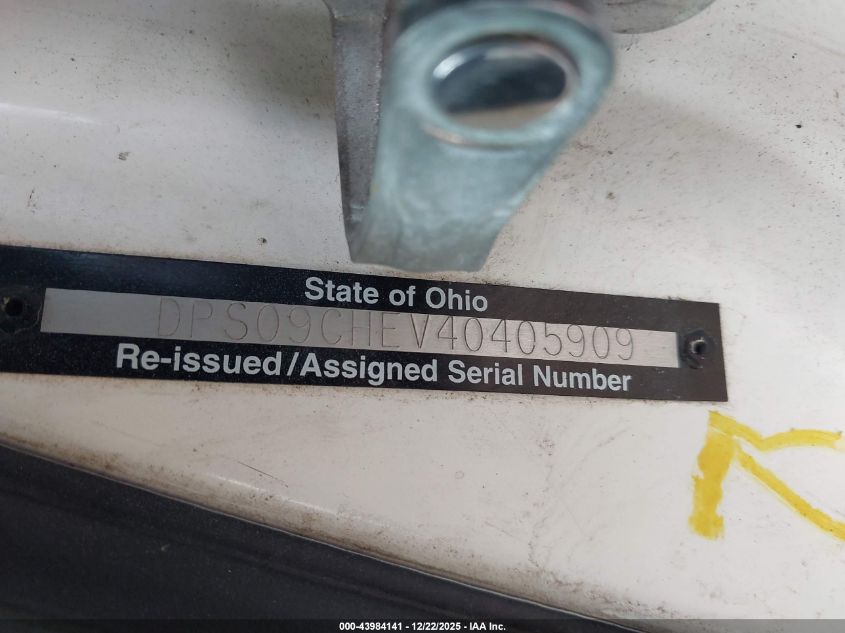 State of Ohio
DPS09CHEV40405909
Re-issued/Assigned Serial Number
000-43984141 - 12/22/2025 - IAA Inc.